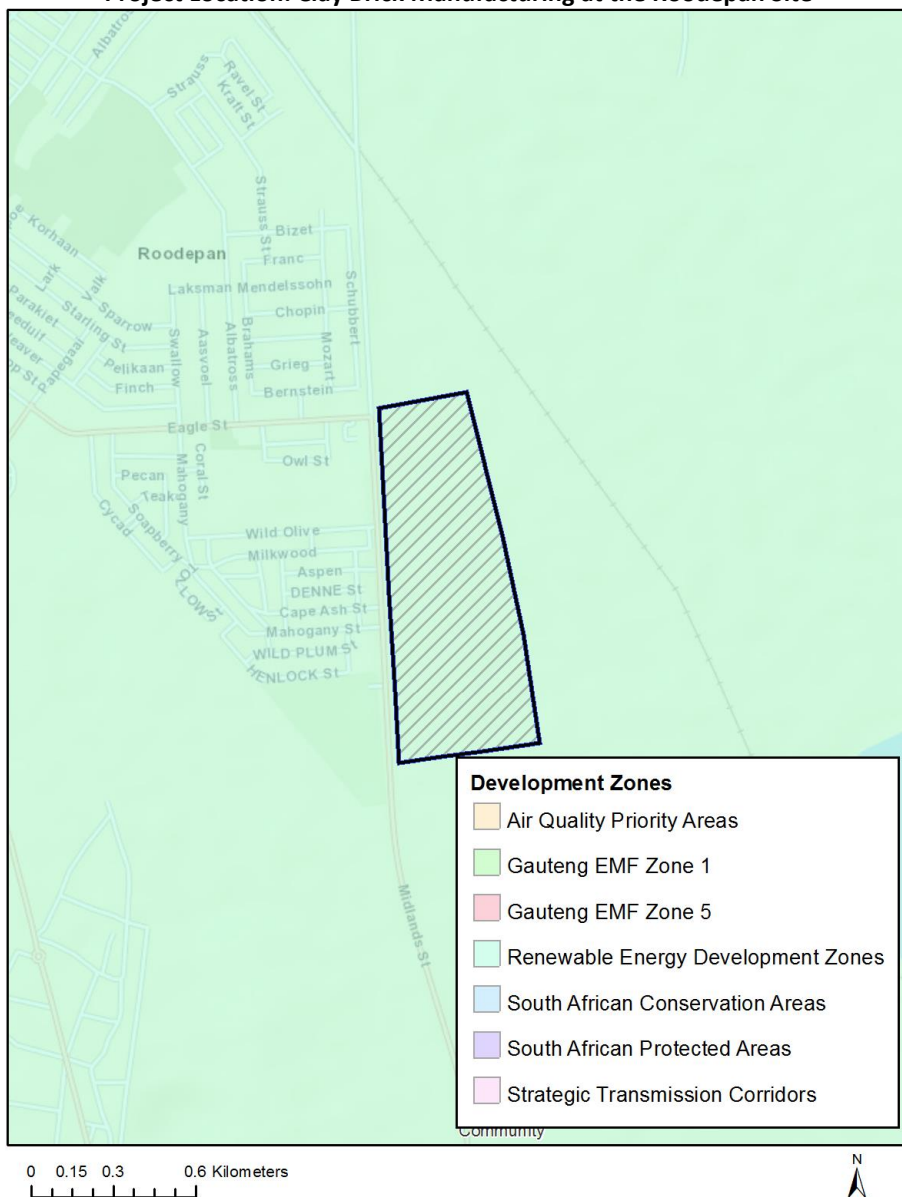 Project Location: Clay Brick Manufacturing at the Roodepan Site
Albatros
Strauss
Ravel St
Kraft St
Strauss St
Bizet
Korhaan
Roodepan
Franc
Lark
Valk
Laksman
Mendelssohn
Schubbert
Parakiet
Starling St
Sparrow
Chopin
Swallow
Aasvoel
Albatross
Brahams
Mozart
Papegaai
Pelikaan
Grieg
Finch
Bernstein
Eagle St
Owl St
Coral St
Pecan
Mahogany
Teak
Cycad
Soapberry
Wild Olive
Milkwood
Aspen
DENNE St
Cape Ash St
Mahogany St
WILD PLUM St
HENLOCK St
Midlands St
Development Zones
Air Quality Priority Areas
Gauteng EMF Zone 1
Gauteng EMF Zone 5
Renewable Energy Development Zones
South African Conservation Areas
South African Protected Areas
Strategic Transmission Corridors
Community
0 0.15 0.3 0.6 Kilometers
N